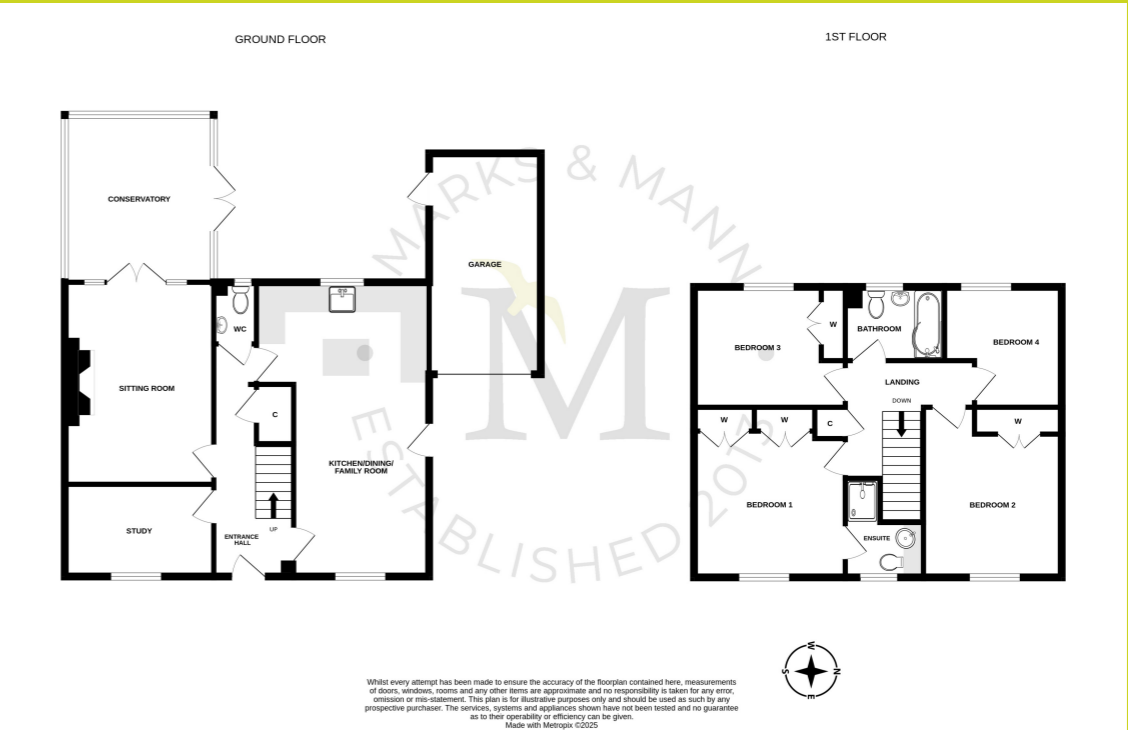 GROUND FLOOR
1ST FLOOR
CONSERVATORY
MARKS & MANN
GARAGE
M
WC
SITTING ROOM
C
KITCHEN/DINING/
FAMILY ROOM
STUDY
UP
ENTRANCE
HALL
ESTABLISHED 2013
W
BEDROOM 3
BATHROOM
BEDROOM 4
LANDING
DOWN
W
W
C
W
BEDROOM 1
BEDROOM 2
ENSUITE
W
S
N
E
Whilst every attempt has been made to ensure the accuracy of the floorplan contained here, measurements
of doors, windows, rooms and any other items are approximate and no responsibility is taken for any error,
omission or mis-statement. This plan is for illustrative purposes only and should be used as such by any
prospective purchaser. The services, systems and appliances shown have not been tested and no guarantee
as to their operability or efficiency can be given.
Made with Metropix ©2025